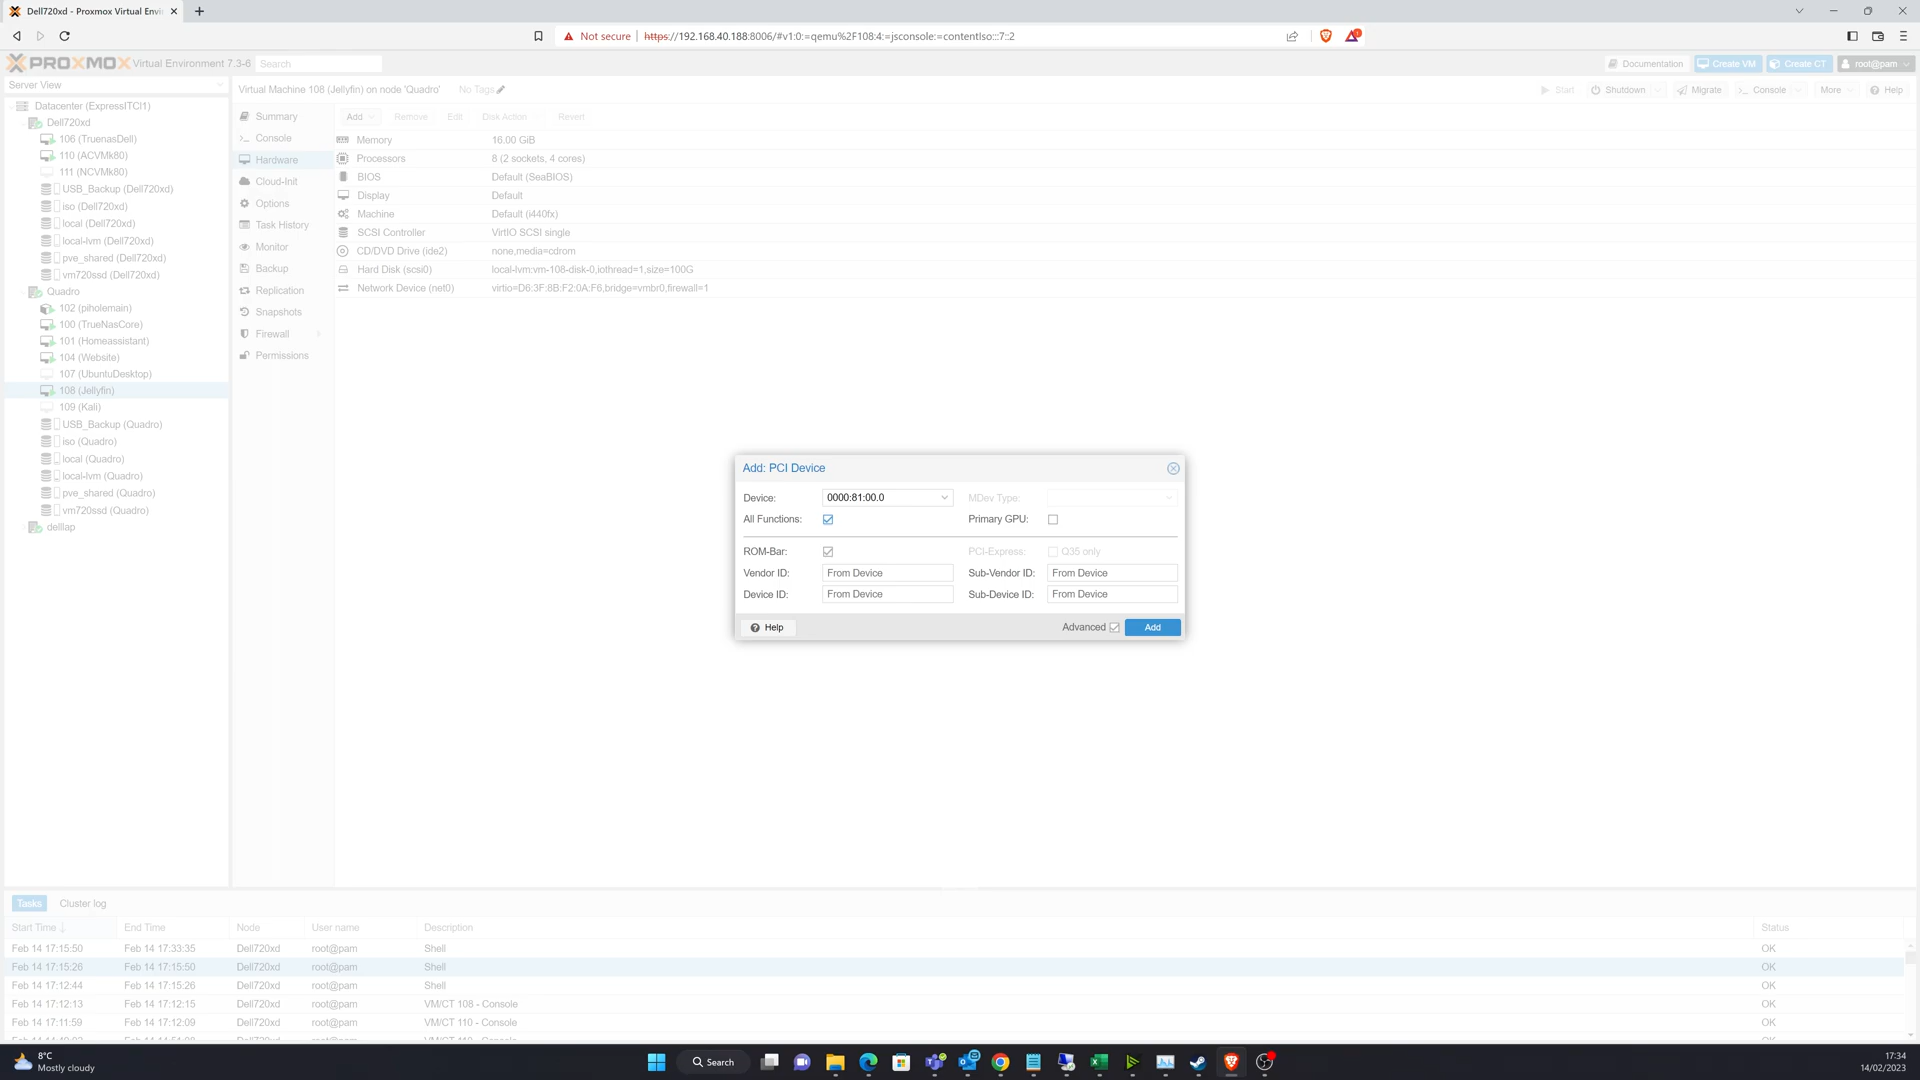 Dell720xd - Proxmox Virtual Envi
Not secure
https://192.168.40.188:8006/#v1:0:=qemu%2F108:4:=jsconsole:=contentIso:::7::2
PROXMOX Virtual Environment 7.3-6
Search
Documentation
Create VM
Create CT
root@pam
Server View
Virtual Machine 108 (Jellyfin) on node 'Quadro'
No Tags
Start
Shutdown
Migrate
Console
More
Help
Datacenter (ExpressITCI1)
Dell720xd
106 (TruenasDell)
110 (ACVMk80)
111 (NCVMk80)
USB_Backup (Dell720xd)
iso (Dell720xd)
local (Dell720xd)
local-lvm (Dell720xd)
pve_shared (Dell720xd)
vm720ssd (Dell720xd)
Quadro
102 (piholemain)
100 (TrueNasCore)
101 (Homeassistant)
104 (Website)
107 (UbuntuDesktop)
108 (Jellyfin)
109 (Kali)
USB_Backup (Quadro)
iso (Quadro)
local (Quadro)
local-lvm (Quadro)
pve_shared (Quadro)
vm720ssd (Quadro)
delllap
Summary
Console
Hardware
Cloud-Init
Options
Task History
Monitor
Backup
Replication
Snapshots
Firewall
Permissions
Add
Remove
Edit
Disk Action
Revert
Memory 16.00 GiB
Processors 8 (2 sockets, 4 cores)
BIOS Default (SeaBIOS)
Display Default
Machine Default (i440fx)
SCSI Controller VirtIO SCSI single
CD/DVD Drive (ide2) none,media=cdrom
Hard Disk (scsi0) local-lvm:vm-108-disk-0,iothread=1,size=100G
Network Device (net0) virtio=D6:3F:8B:F2:0A:F6,bridge=vmbr0,firewall=1
Add: PCI Device
Device: 0000:81:00.0 MDev Type:
All Functions: Primary GPU:
ROM-Bar: PCI-Express: Q35 only
Vendor ID: From Device Sub-Vendor ID: From Device
Device ID: From Device Sub-Device ID: From Device
Help
Advanced
Add
Tasks
Cluster log
Start Time End Time Node User name Description Status
Feb 14 17:15:50 Feb 14 17:33:35 Dell720xd root@pam Shell OK
Feb 14 17:15:26 Feb 14 17:15:50 Dell720xd root@pam Shell OK
Feb 14 17:12:44 Feb 14 17:15:26 Dell720xd root@pam Shell OK
Feb 14 17:12:13 Feb 14 17:12:15 Dell720xd root@pam VM/CT 108 - Console OK
Feb 14 17:11:59 Feb 14 17:12:09 Dell720xd root@pam VM/CT 110 - Console OK
8°C
Mostly cloudy
Search
17:34
14/02/2023